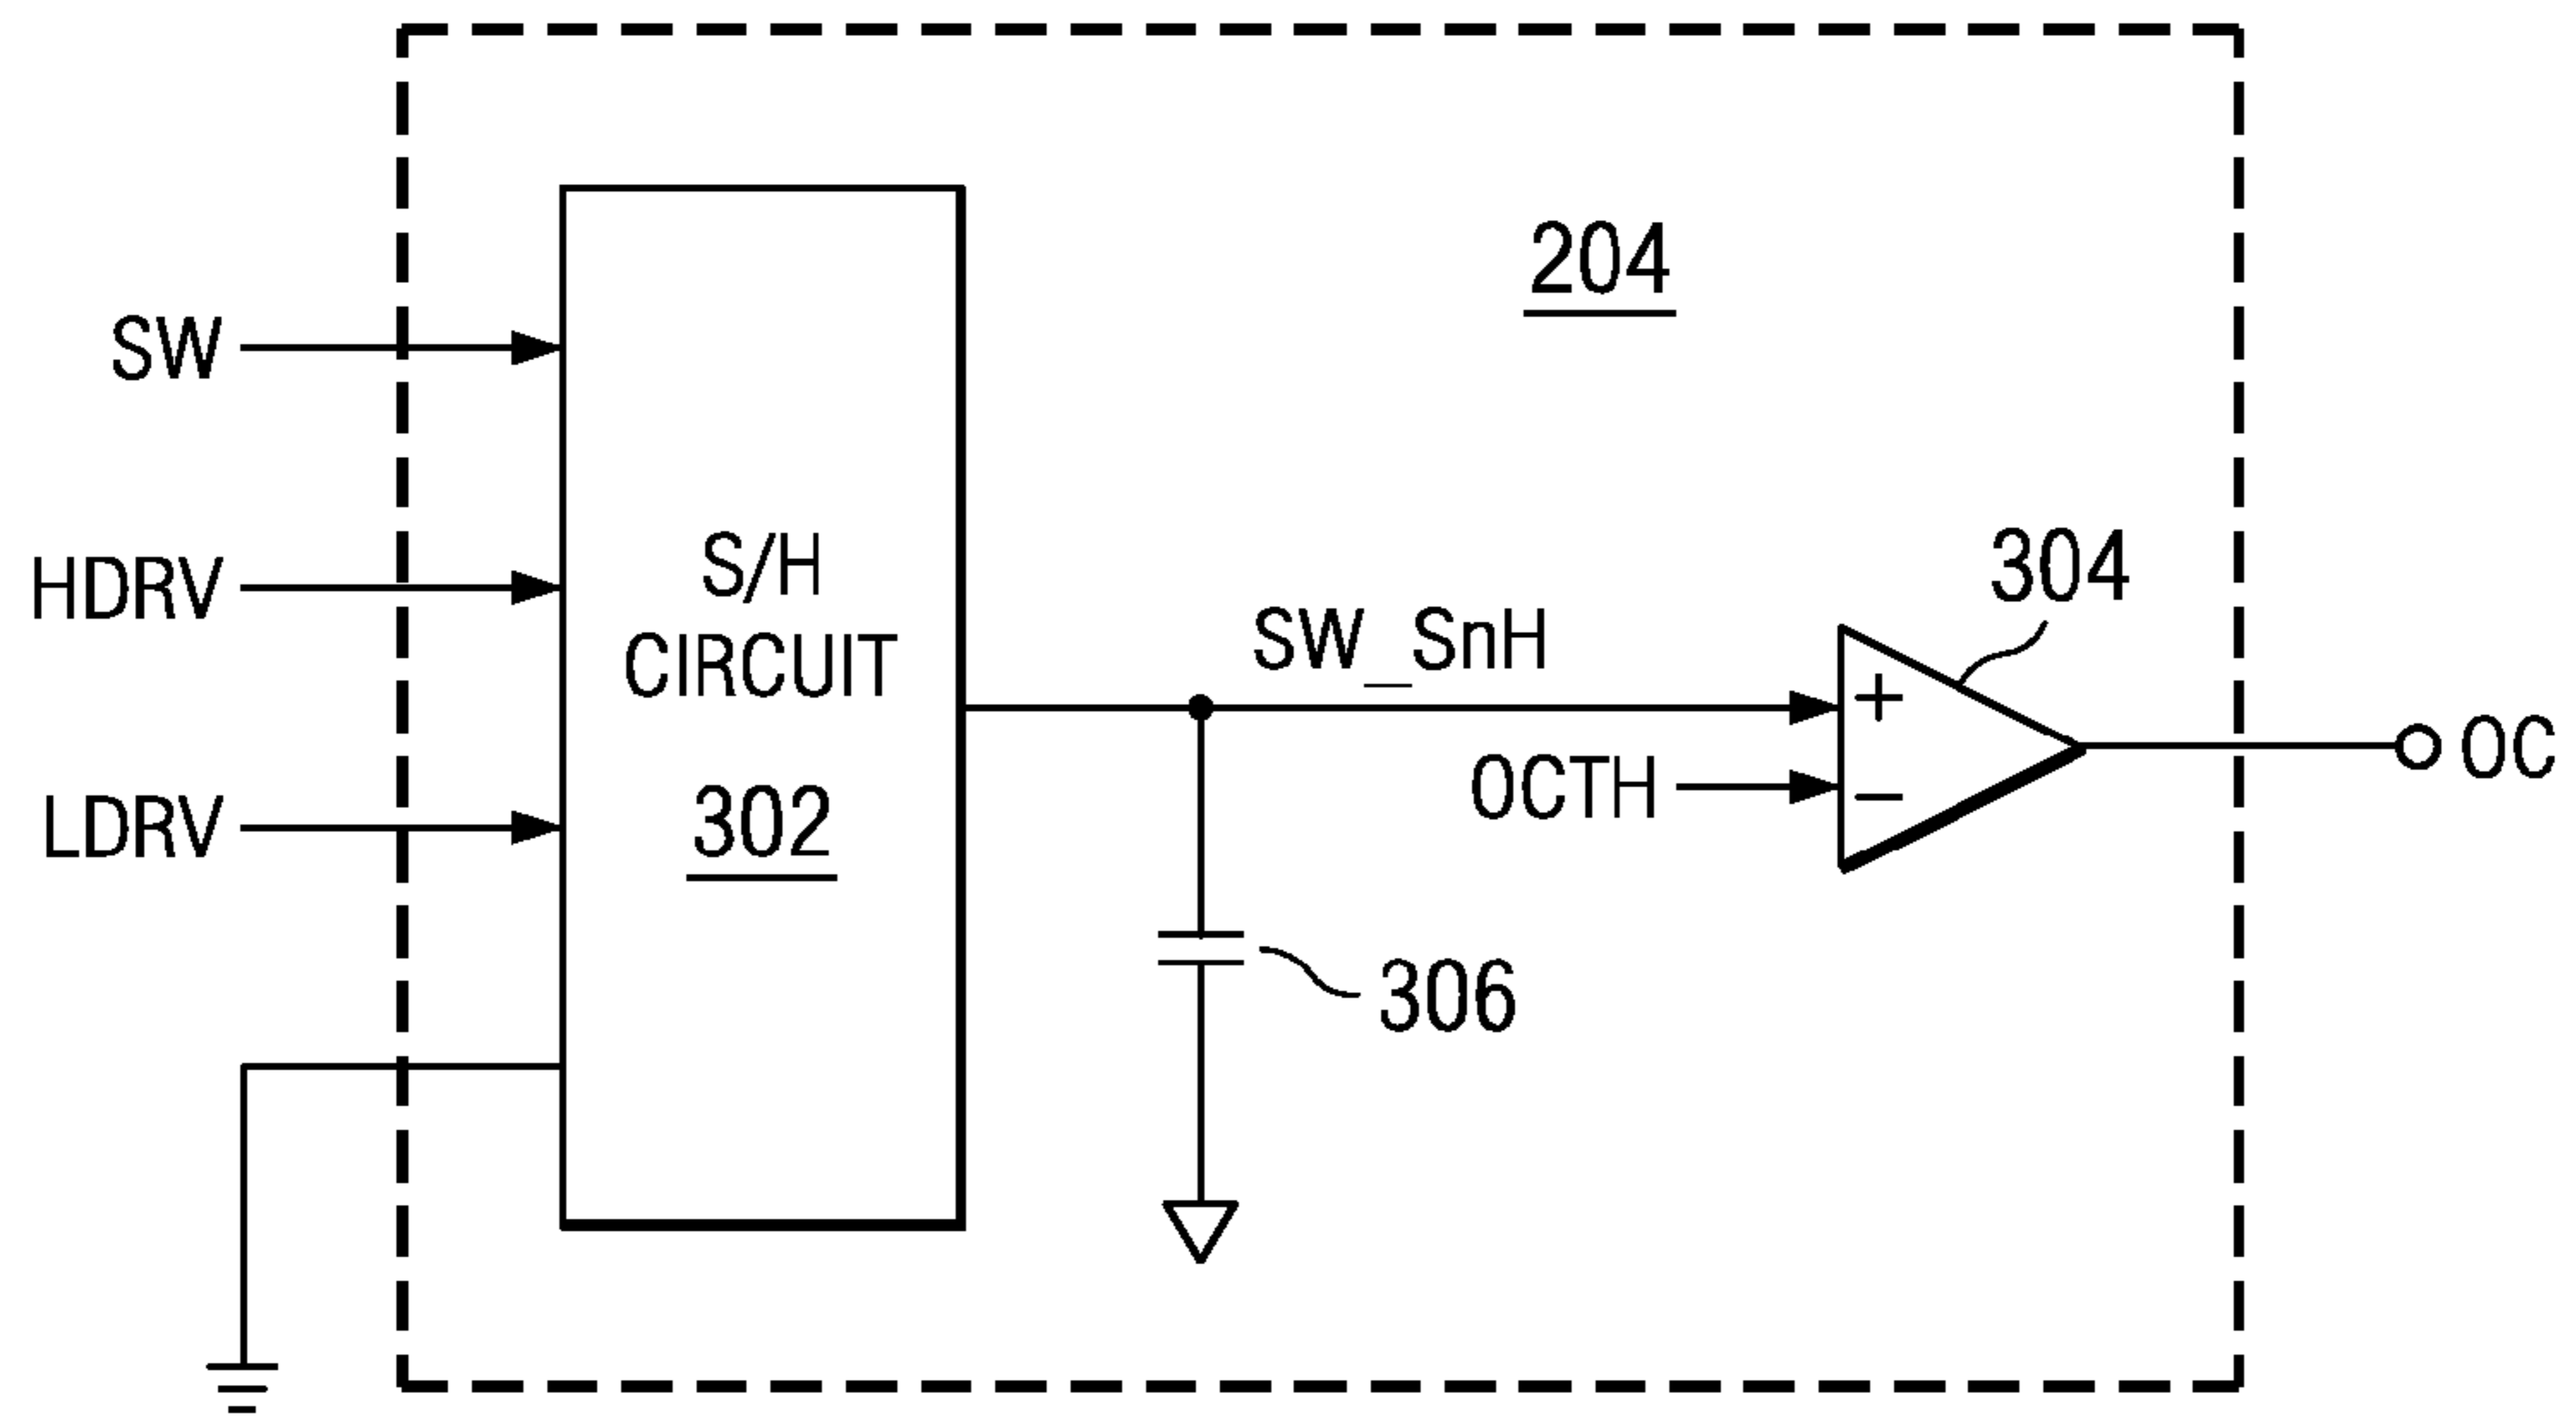 204
SW
S/H
HDRV
304
CIRCUIT
SW_SnH
+
OC
OCTH
−
302
LDRV
306